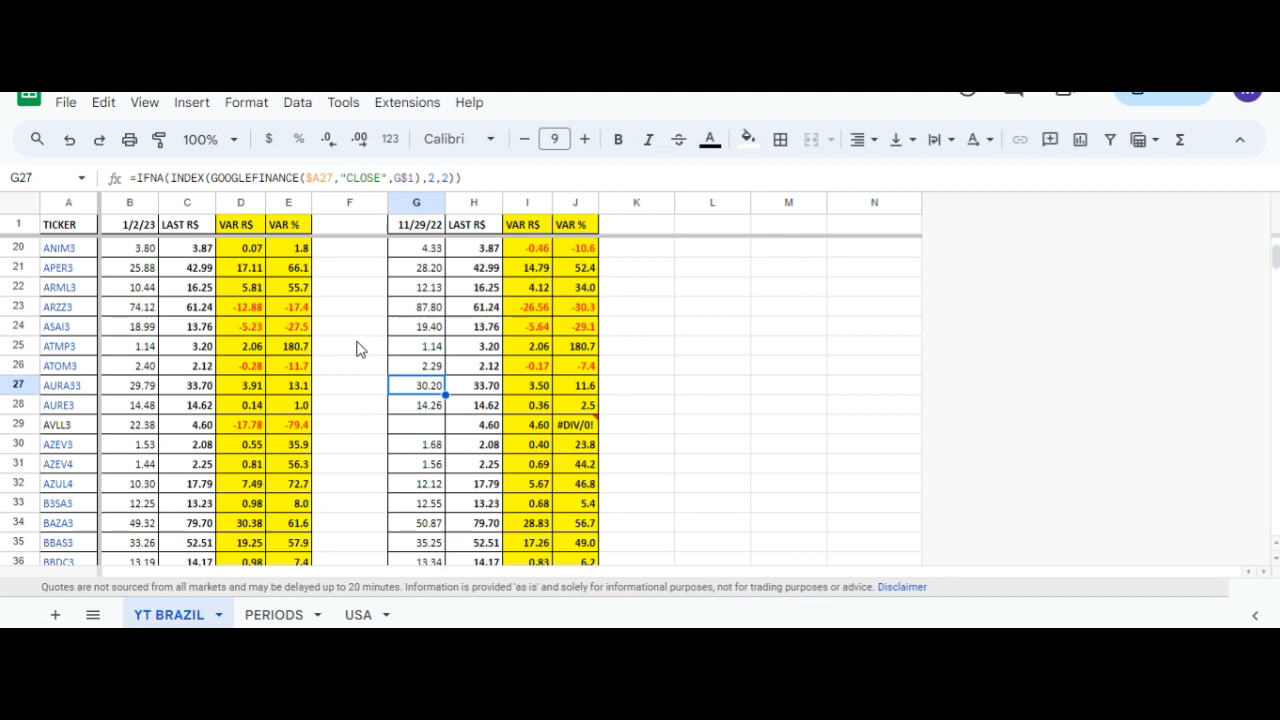 File Edit View Insert Format Data Tools Extensions Help
100% $ % .0 .00 123 Calibri 9 B I A
G27 fx =IFNA(INDEX(GOOGLEFINANCE($A27,"CLOSE",G$1),2,2))
A B C D E F G H I J K L M N
1 TICKER 1/2/23 LAST R$ VAR R$ VAR % 11/29/22 LAST R$ VAR R$ VAR %
20 ANIM3 3.80 3.87 0.07 1.8 4.33 3.87 -0.46 -10.6
21 APER3 25.88 42.99 17.11 66.1 28.20 42.99 14.79 52.4
22 ARML3 10.44 16.25 5.81 55.7 12.13 16.25 4.12 34.0
23 ARZZ3 74.12 61.24 -12.88 -17.4 87.80 61.24 -26.56 -30.3
24 ASAI3 18.99 13.76 -5.23 -27.5 19.40 13.76 -5.64 -29.1
25 ATMP3 1.14 3.20 2.06 180.7 1.14 3.20 2.06 180.7
26 ATOM3 2.40 2.12 -0.28 -11.7 2.29 2.12 -0.17 -7.4
27 AURA33 29.79 33.70 3.91 13.1 30.20 33.70 3.50 11.6
28 AURE3 14.48 14.62 0.14 1.0 14.26 14.62 0.36 2.5
29 AVLL3 22.38 4.60 -17.78 -79.4 4.60 4.60 #DIV/0!
30 AZEV3 1.53 2.08 0.55 35.9 1.68 2.08 0.40 23.8
31 AZEV4 1.44 2.25 0.81 56.3 1.56 2.25 0.69 44.2
32 AZUL4 10.30 17.79 7.49 72.7 12.12 17.79 5.67 46.8
33 B3SA3 12.25 13.23 0.98 8.0 12.55 13.23 0.68 5.4
34 BAZA3 49.32 79.70 30.38 61.6 50.87 79.70 28.83 56.7
35 BBAS3 33.26 52.51 19.25 57.9 35.25 52.51 17.26 49.0
36 BBDC3 13.19 14.17 0.98 7.4 13.34 14.17 0.83 6.2
Quotes are not sourced from all markets and may be delayed up to 20 minutes. Information is provided 'as is' and solely for informational purposes, not for trading purposes or advice. Disclaimer
YT BRAZIL PERIODS USA